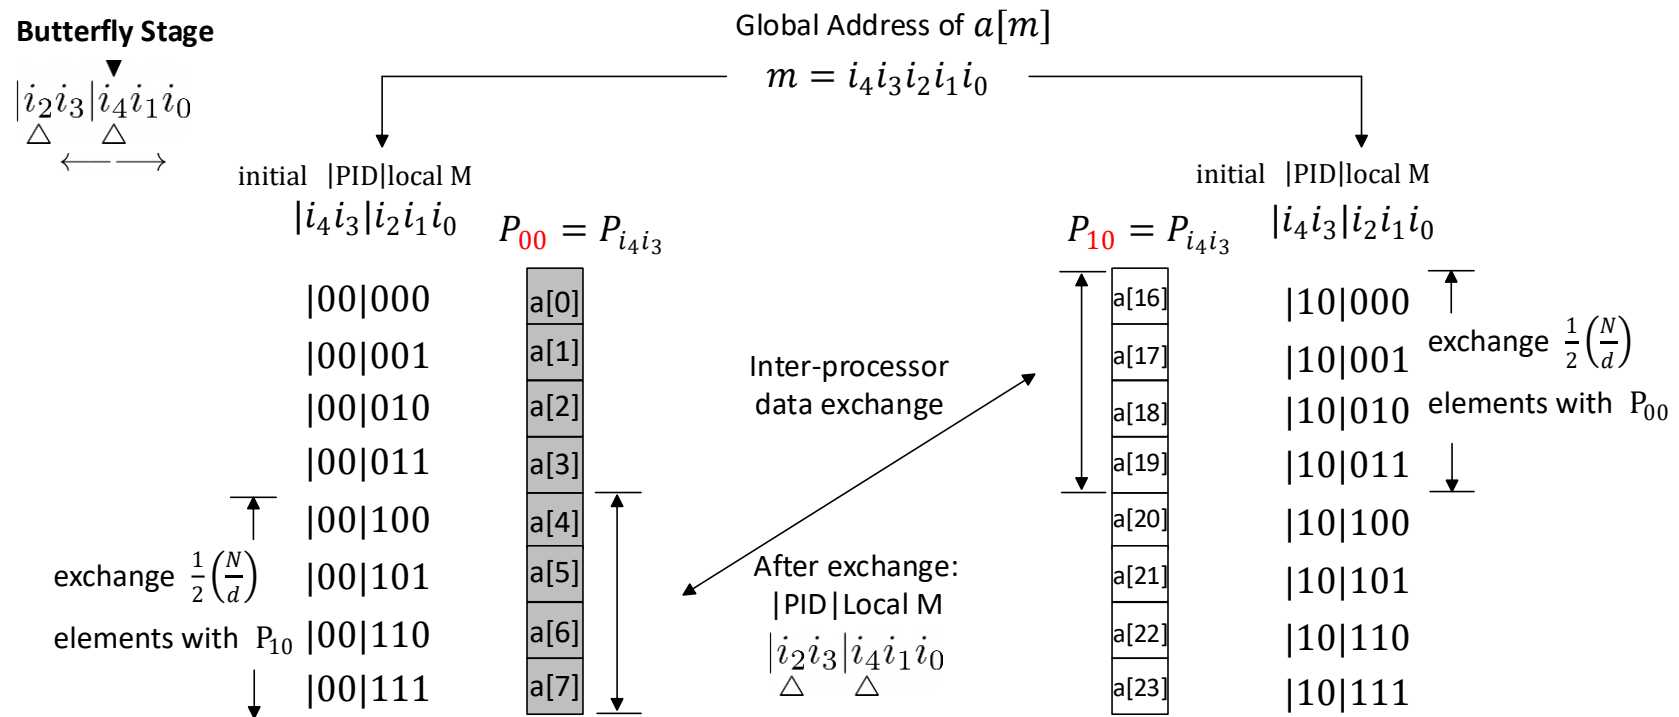 Butterfly Stage
▼
|i₂i₃|i₄i₁i₀
△ △
Global Address of a[m]
m = i₄i₃i₂i₁i₀
initial |PID|local M
|i₄i₃|i₂i₁i₀
P₀₀ = P_{i₄i₃}
|00|000
|00|001
|00|010
|00|011
|00|100
|00|101
|00|110
|00|111
a[0]
a[1]
a[2]
a[3]
a[4]
a[5]
a[6]
a[7]
exchange 1/2(N/d)
elements with P₁₀
Inter-processor
data exchange
After exchange:
|PID|Local M
|i₂i₃|i₄i₁i₀
△ △
initial |PID|local M
P₁₀ = P_{i₄i₃}
|i₄i₃|i₂i₁i₀
a[16]
a[17]
a[18]
a[19]
a[20]
a[21]
a[22]
a[23]
|10|000
|10|001
|10|010
|10|011
|10|100
|10|101
|10|110
|10|111
exchange 1/2(N/d)
elements with P₀₀